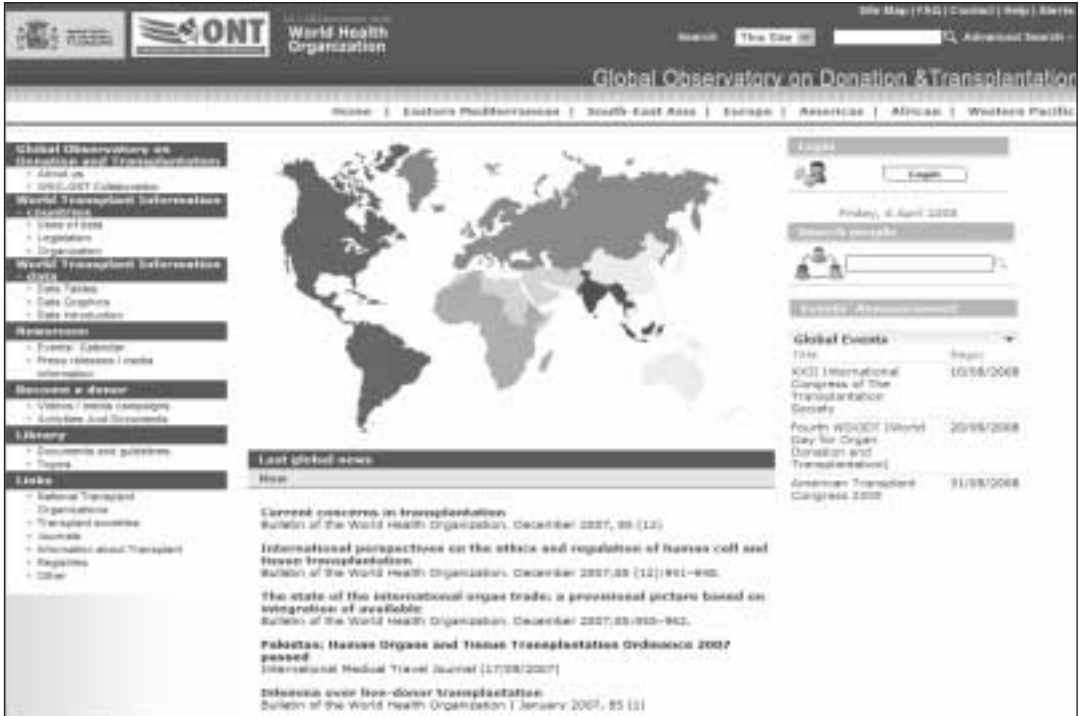 Site Map | FAQ | Contact | Help | Alerts
ONT
World Health
Organization
Search This Site Advanced Search
Global Observatory on Donation &Transplantation
Home | Eastern Mediterranean | South-East Asia | Europe | Americas | African | Western Pacific
Global Observatory on
Donation and Transplantation
About us
WHO-ONT Collaboration
World Transplant Information
- countries
Legislation
Organization
World Transplant Information
- data
Data Tables
Data Graphics
Data Introduction
Newsroom
Events' Calendar
Press releases / media
information
Become a donor
Videos / media campaigns
Activities And Documents
Library
Documents and guidelines
Topics
Links
National Transplant
Organizations
Transplant societies
Journals
Information about Transplant
Registries
Other
Last global news
New
Current concerns in transplantation
Bulletin of the World Health Organization. December 2007, 85 (12)
International perspectives on the ethics and regulation of human cell and
tissue transplantation
Bulletin of the World Health Organization. December 2007;85 (12)
The state of the international organ trade: a provisional picture based on
integration of available
Bulletin of the World Health Organization. December 2007;85:955–962.
Pakistan: Human Organs and Tissue Transplantation Ordinance 2007
passed
International Medical Travel Journal (17/09/2007)
Dilemma over live-donor transplantation
Bulletin of the World Health Organization | January 2007, 85 (1)
Login
Login
Friday, 4 April 2008
Search people
Events' Announcement
Global Events
Title Begin
XXII International
Congress of The
Transplantation
Society
10/08/2008
Fourth WDODT (World
Day for Organ
Donation and
Transplantation)
American Transplant
Congress 2008
31/05/2008